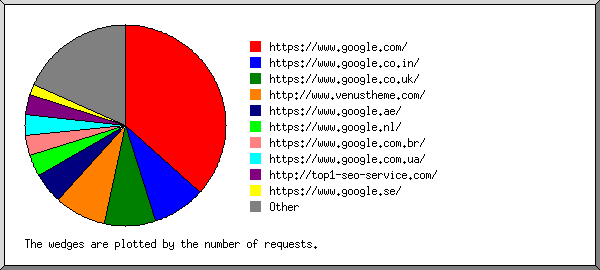 https://www.google.com/
https://www.google.co.in/
https://www.google.co.uk/
http://www.venustheme.com/
https://www.google.ae/
https://www.google.nl/
https://www.google.com.br/
https://www.google.com.ua/
http://top1-seo-service.com/
https://www.google.se/
Other
The wedges are plotted by the number of requests.